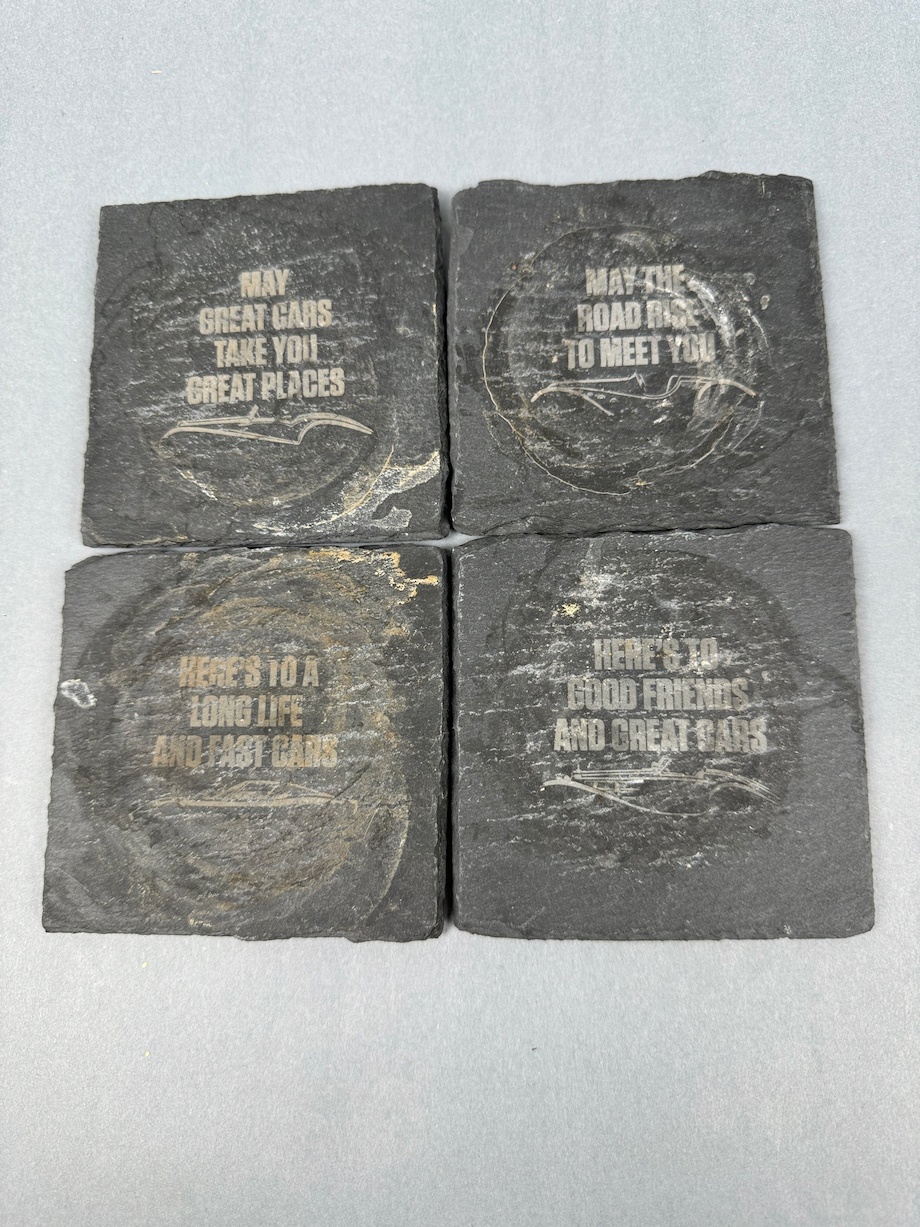 MAY
GREAT CARS
TAKE YOU
GREAT PLACES
MAY THE
ROAD RISE
TO MEET YOU
HERE'S TO A
LONG LIFE
AND FAST CARS
HERE'S TO
GOOD FRIENDS
AND GREAT CARS